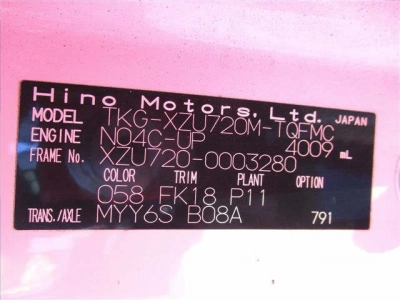 Hino Motors, Ltd. JAPAN
MODEL TKG-XZU720M-TQFMC
ENGINE N04C-UP 4009 mL
FRAME No. XZU720-0003280
COLOR TRIM PLANT OPTION
058 FK18 P11
TRANS./AXLE MYY6S B08A 791